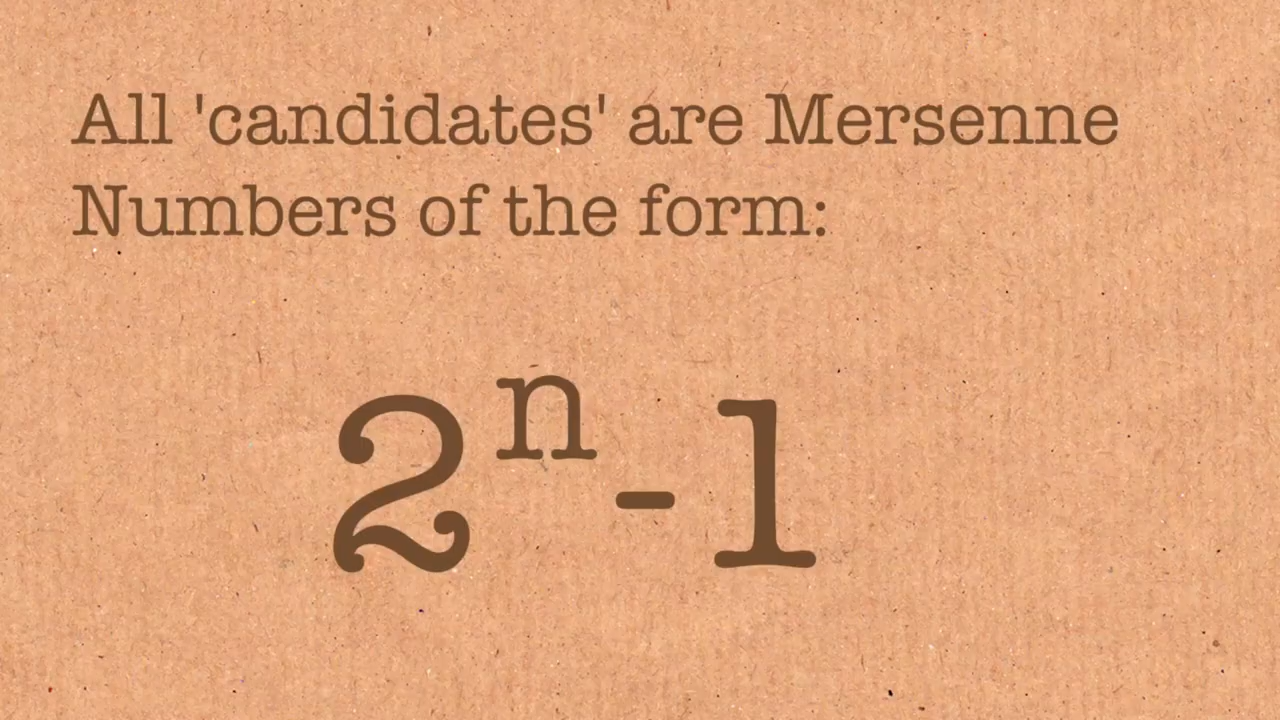 All 'candidates' are Mersenne
Numbers of the form:
2ⁿ-1